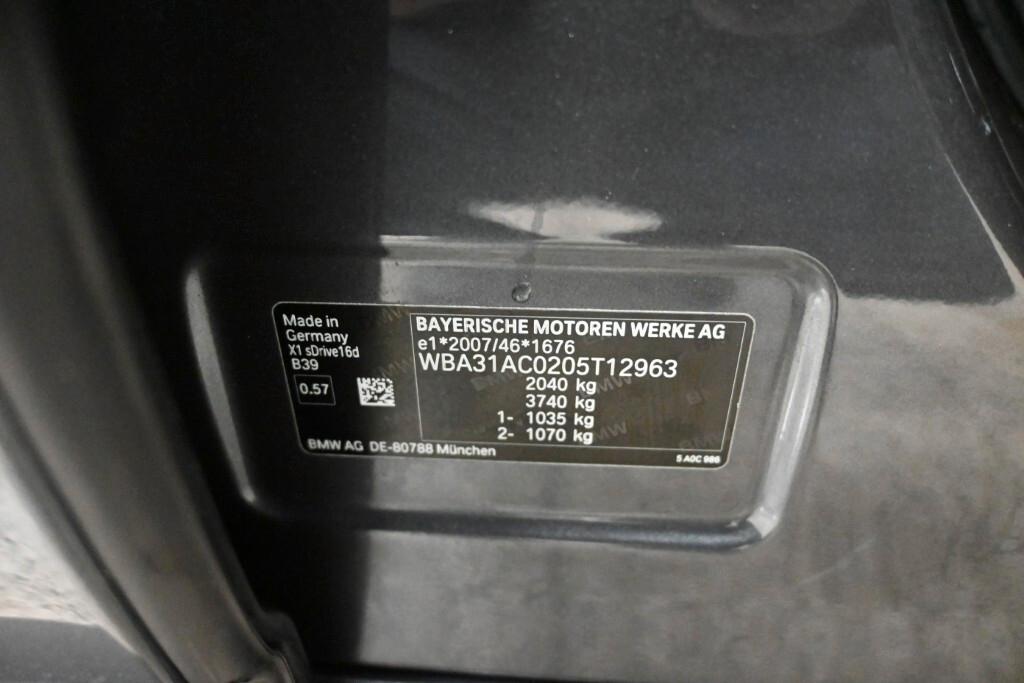 Made in
Germany
X1 sDrive16d
B39
0.57
BAYERISCHE MOTOREN WERKE AG
e1*2007/46*1676
WBA31AC0205T12963
2040 kg
3740 kg
1- 1035 kg
2- 1070 kg
BMW AG DE-80788 München
5 A0C 986